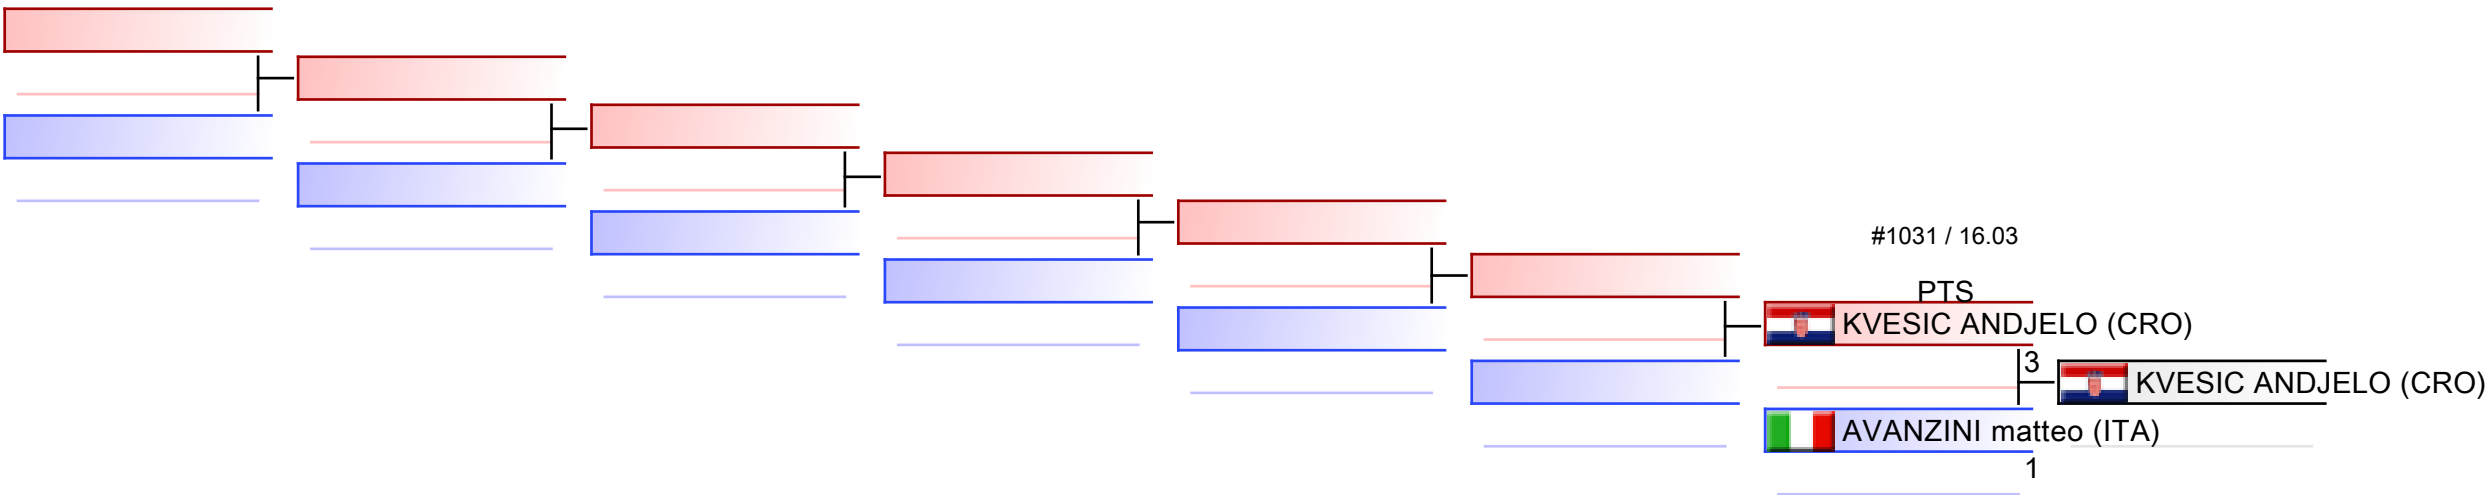 #1031 / 16.03
PTS
KVESIC ANDJELO (CRO)
3
KVESIC ANDJELO (CRO)
AVANZINI matteo (ITA)
1